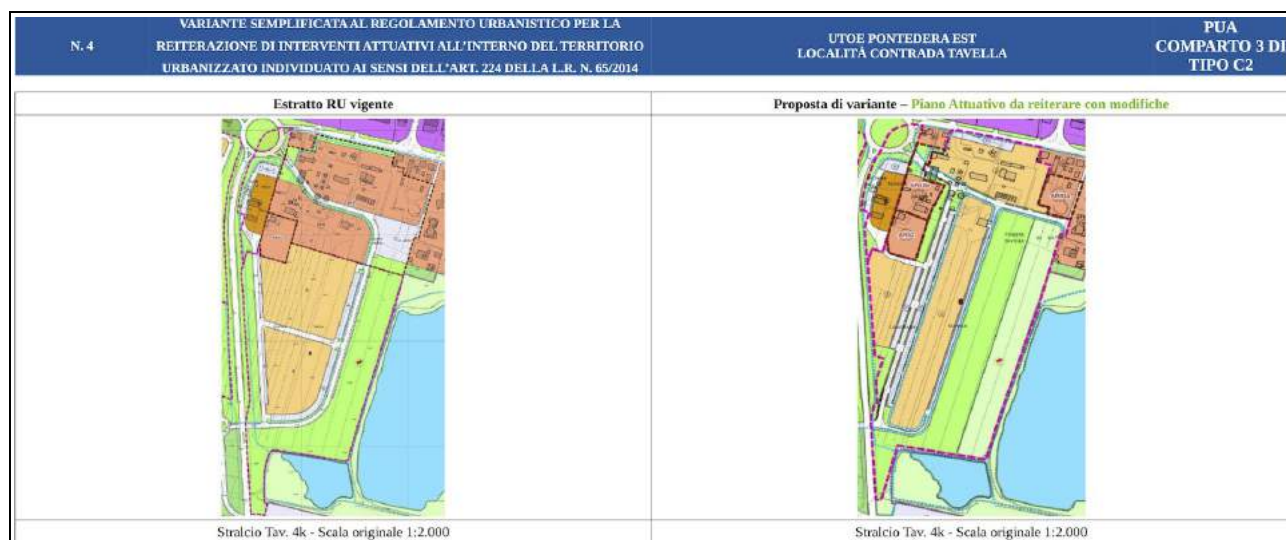 N. 4
VARIANTE SEMPLIFICATA AL REGOLAMENTO URBANISTICO PER LA
REITERAZIONE DI INTERVENTI ATTUATIVI ALL'INTERNO DEL TERRITORIO
URBANIZZATO INDIVIDUATO AI SENSI DELL'ART. 224 DELLA L.R. N. 65/2014
UTOE PONTEDERA EST
LOCALITÀ CONTRADA TAVELLA
PUA
COMPARTO 3 DI
TIPO C2
Estratto RU vigente
Proposta di variante – Piano Attuativo da reiterare con modifiche
Stralcio Tav. 4k - Scala originale 1:2.000
Stralcio Tav. 4k - Scala originale 1:2.000